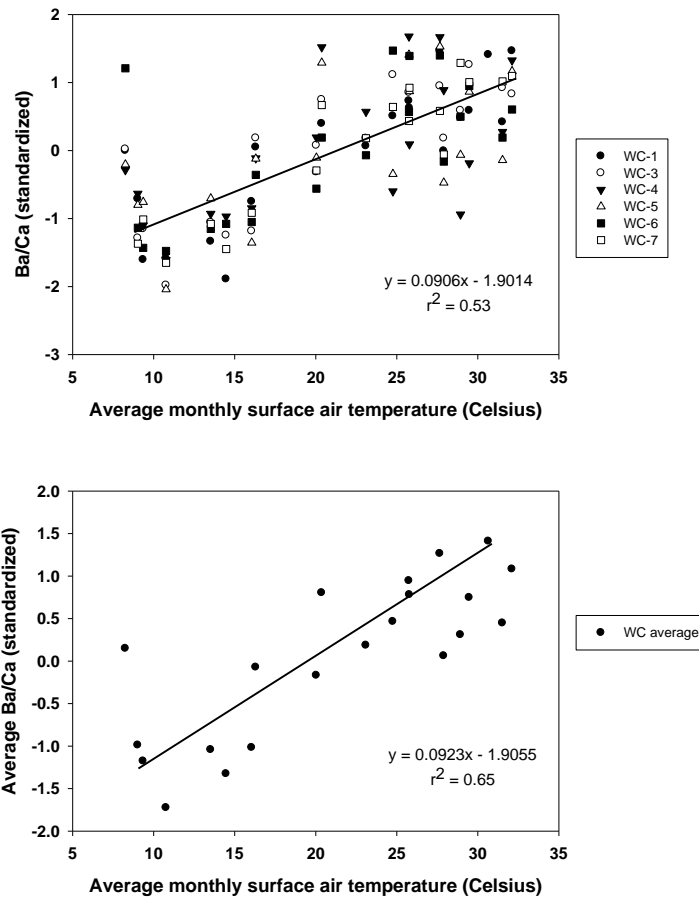 2
1
0
-1
-2
-3
Ba/Ca (standardized)
5 10 15 20 25 30 35
Average monthly surface air temperature (Celsius)
y = 0.0906x - 1.9014
r2 = 0.53
WC-1
WC-3
WC-4
WC-5
WC-6
WC-7
2.0
1.5
1.0
0.5
0.0
-0.5
-1.0
-1.5
-2.0
Average Ba/Ca (standardized)
5 10 15 20 25 30 35
Average monthly surface air temperature (Celsius)
y = 0.0923x - 1.9055
r2 = 0.65
WC average